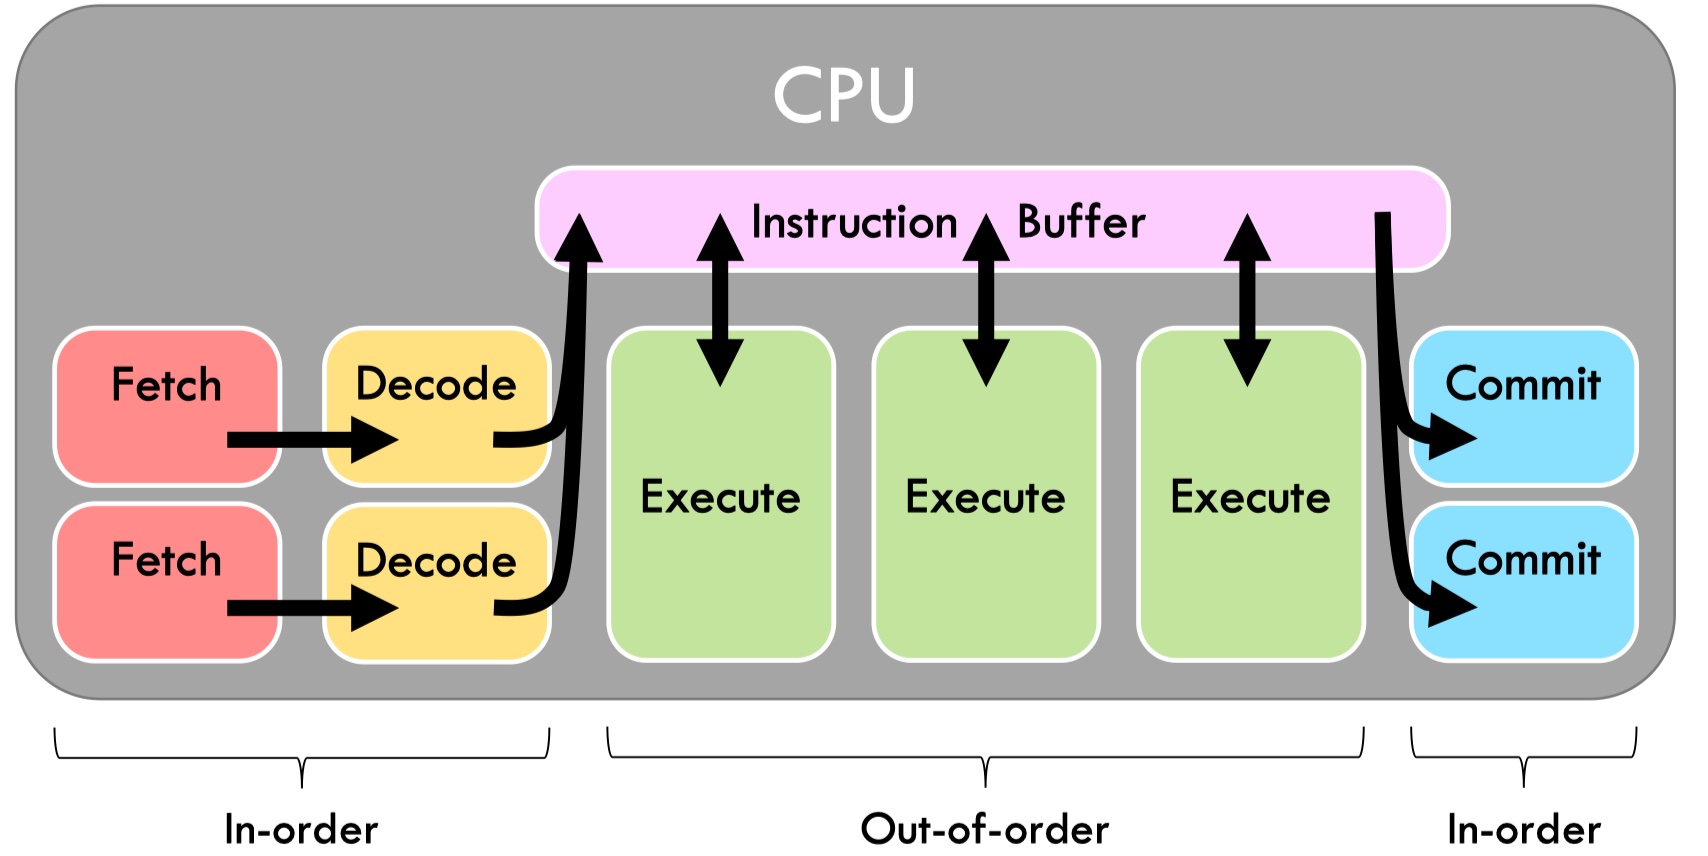 CPU
Instruction Buffer
Fetch
Decode
Commit
Execute
Execute
Execute
Fetch
Decode
Commit
In-order
Out-of-order
In-order